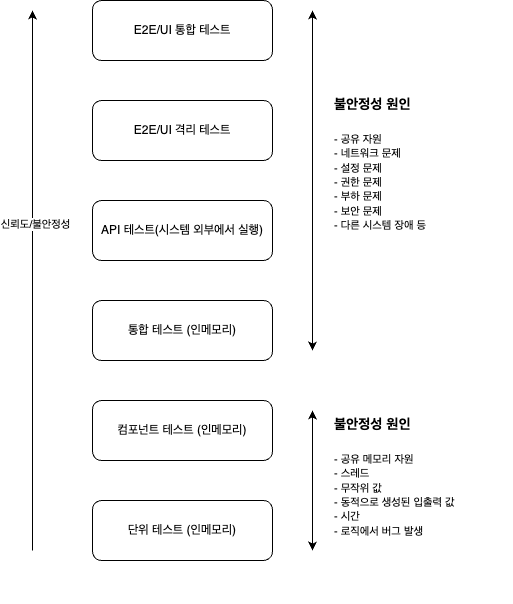 E2E/UI 통합 테스트
E2E/UI 격리 테스트
신뢰도/불안정성
API 테스트(시스템 외부에서 실행)
통합 테스트 (인메모리)
컴포넌트 테스트 (인메모리)
단위 테스트 (인메모리)
불안정성 원인
- 공유 자원
- 네트워크 문제
- 설정 문제
- 권한 문제
- 부하 문제
- 보안 문제
- 다른 시스템 장애 등
불안정성 원인
- 공유 메모리 자원
- 스레드
- 무작위 값
- 동적으로 생성된 입출력 값
- 시간
- 로직에서 버그 발생